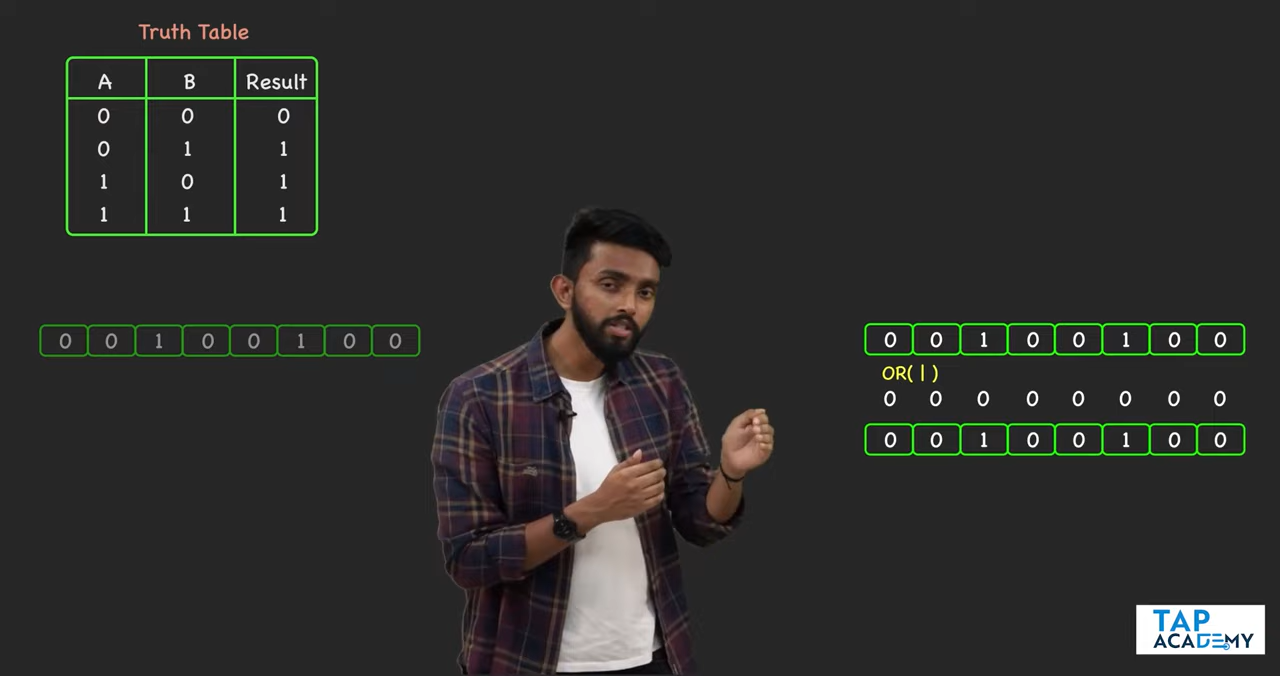 Truth Table
A B Result
0 0 0
0 1 1
1 0 1
1 1 1
0 0 1 0 0 1 0 0
0 0 1 0 0 1 0 0
OR( | )
0 0 0 0 0 0 0 0
0 0 1 0 0 1 0 0
TAP
ACADEMY